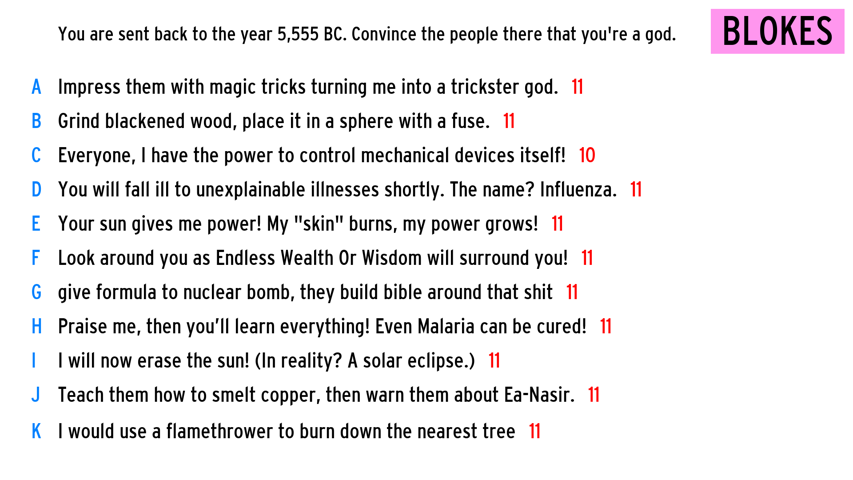 You are sent back to the year 5,555 BC. Convince the people there that you're a god.
BLOKES
A Impress them with magic tricks turning me into a trickster god. 11
B Grind blackened wood, place it in a sphere with a fuse. 11
C Everyone, I have the power to control mechanical devices itself! 10
D You will fall ill to unexplainable illnesses shortly. The name? Influenza. 11
E Your sun gives me power! My "skin" burns, my power grows! 11
F Look around you as Endless Wealth Or Wisdom will surround you! 11
G give formula to nuclear bomb, they build bible around that shit 11
H Praise me, then you’ll learn everything! Even Malaria can be cured! 11
I I will now erase the sun! (In reality? A solar eclipse.) 11
J Teach them how to smelt copper, then warn them about Ea-Nasir. 11
K I would use a flamethrower to burn down the nearest tree 11